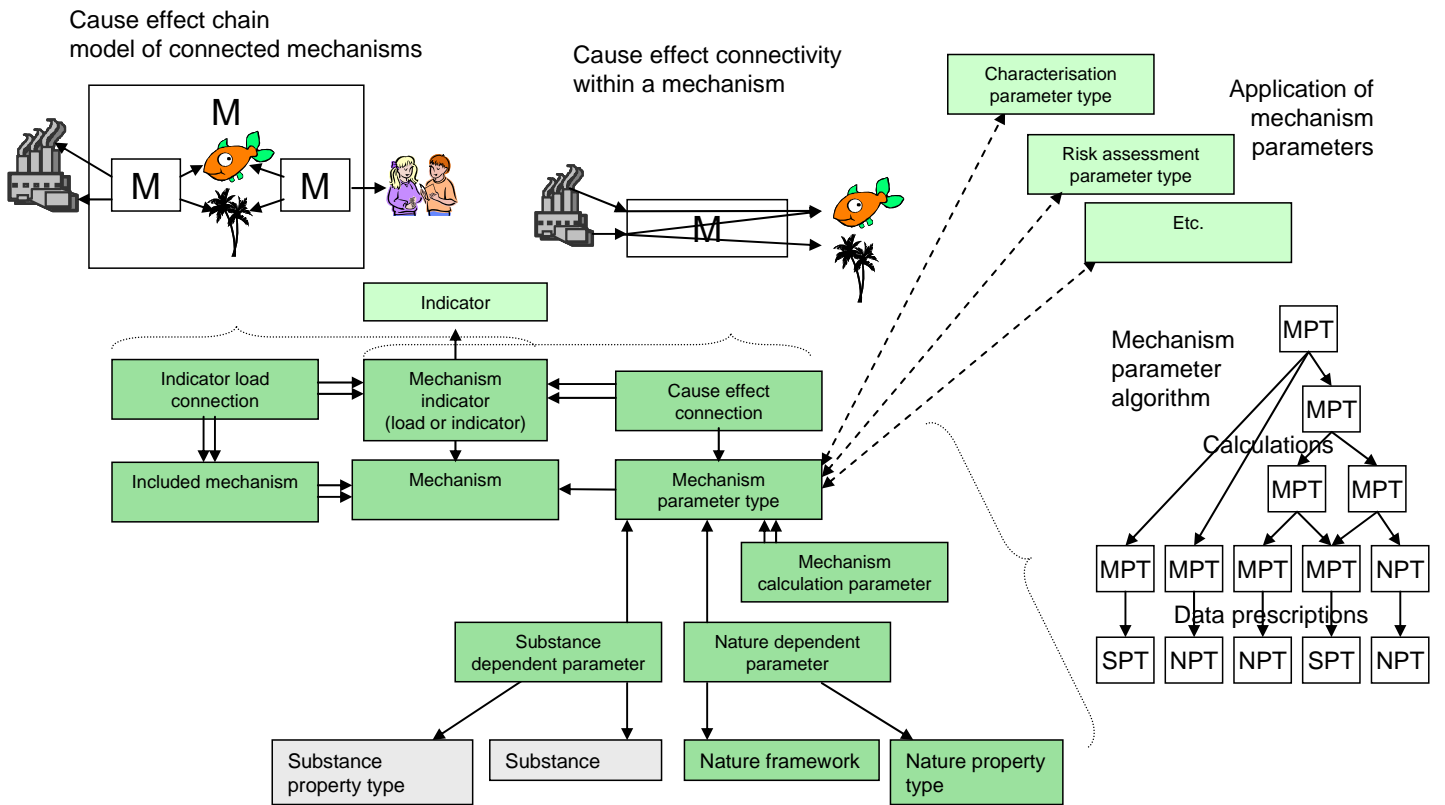 Cause effect chain
model of connected mechanisms
Cause effect connectivity
within a mechanism
Characterisation
parameter type
Application of
mechanism
parameters
Risk assessment
parameter type
Etc.
M
M
M
M
Indicator
Indicator load
connection
Mechanism
indicator
(load or indicator)
Cause effect
connection
Included mechanism
Mechanism
Mechanism
parameter type
Mechanism
calculation parameter
Substance
dependent parameter
Nature dependent
parameter
Substance
property type
Substance
Nature framework
Nature property
type
Mechanism
parameter
algorithm
MPT
MPT
Calculations
MPT
MPT
MPT
MPT
MPT
MPT
NPT
Data prescriptions
SPT
NPT
NPT
SPT
NPT